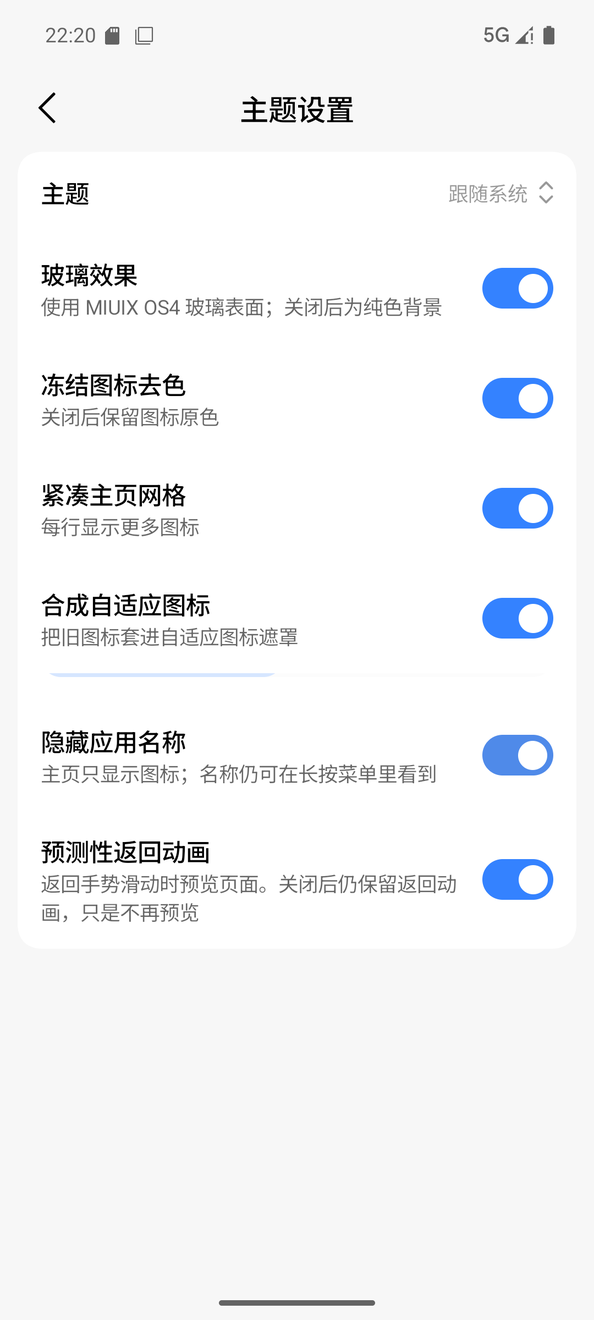 22:20
5G
主题设置
主题
跟随系统
玻璃效果
使用 MIUIX OS4 玻璃表面；关闭后为纯色背景
冻结图标去色
关闭后保留图标原色
紧凑主页网格
每行显示更多图标
合成自适应图标
把旧图标套进自适应图标遮罩
隐藏应用名称
主页只显示图标；名称仍可在长按菜单里看到
预测性返回动画
返回手势滑动时预览页面。关闭后仍保留返回动
画，只是不再预览